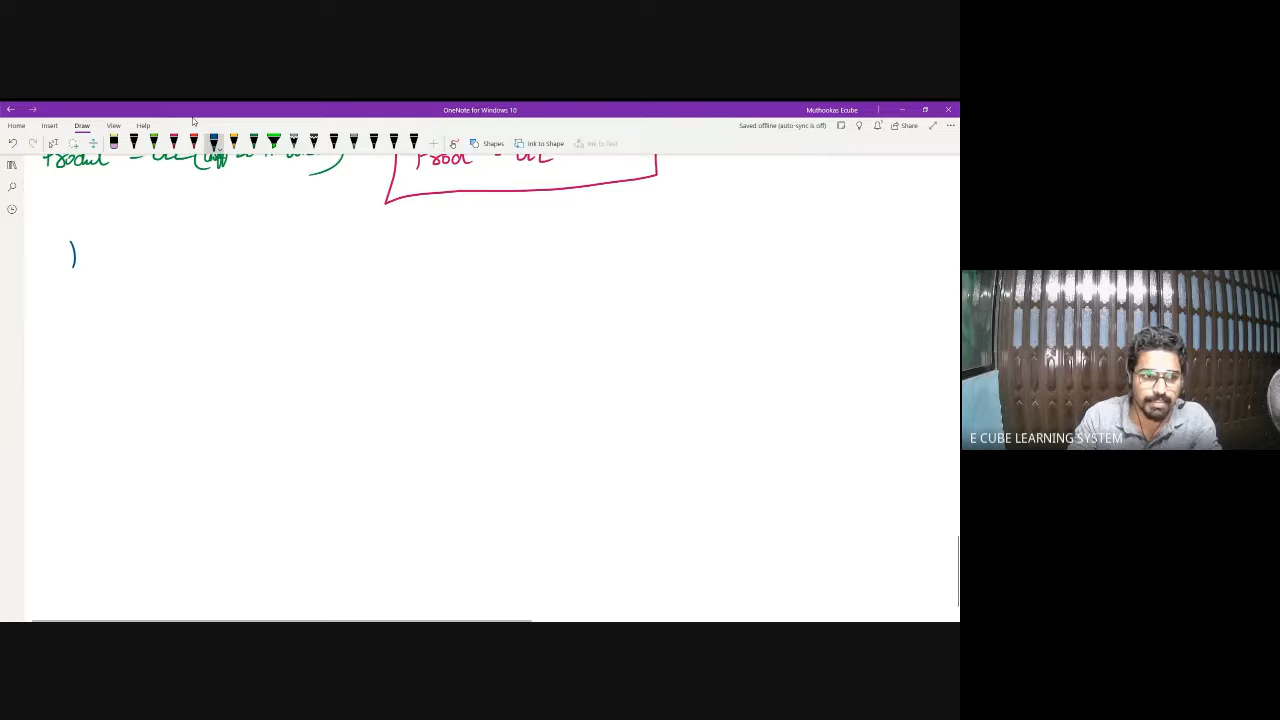 OneNote for Windows 10
Muthookas Ecube
Home Insert Draw View Help
Saved offline (auto-sync is off)
Share
Shapes
Ink to Shape
Ink to Text
)
E CUBE LEARNING SYSTEM